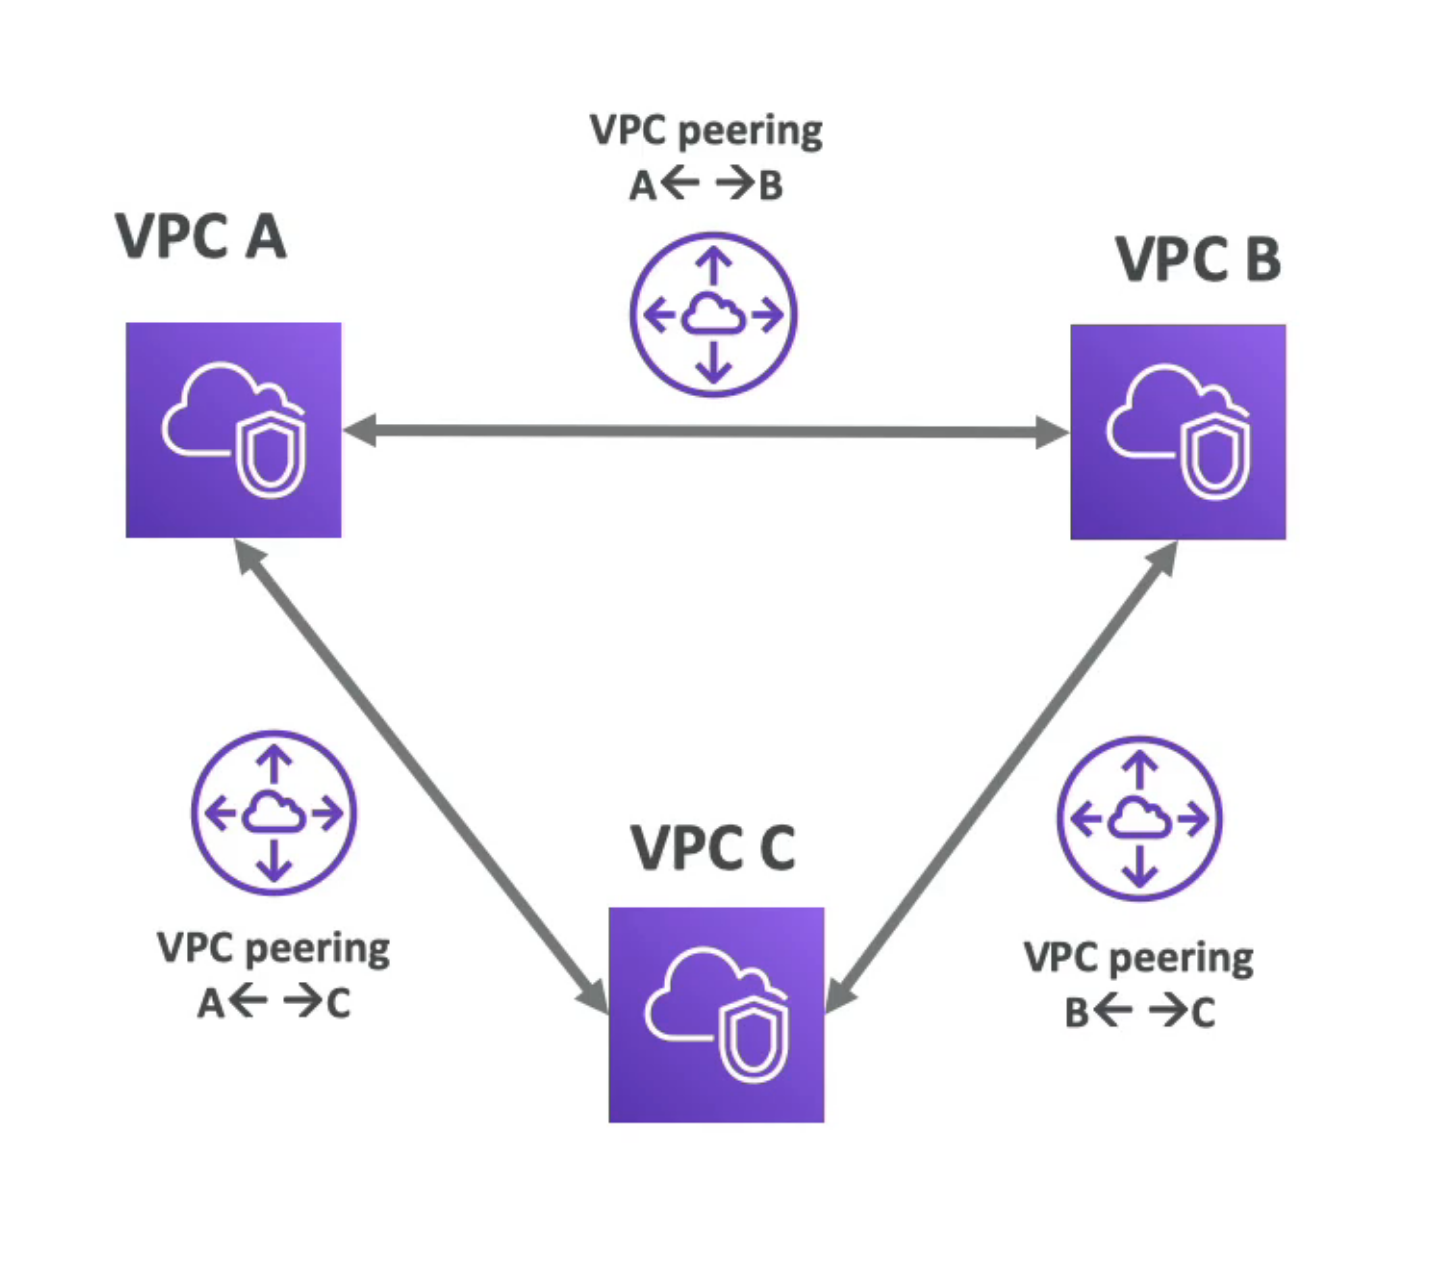 VPC peering
A← →B
VPC A
VPC B
VPC C
VPC peering
A← →C
VPC peering
B← →C